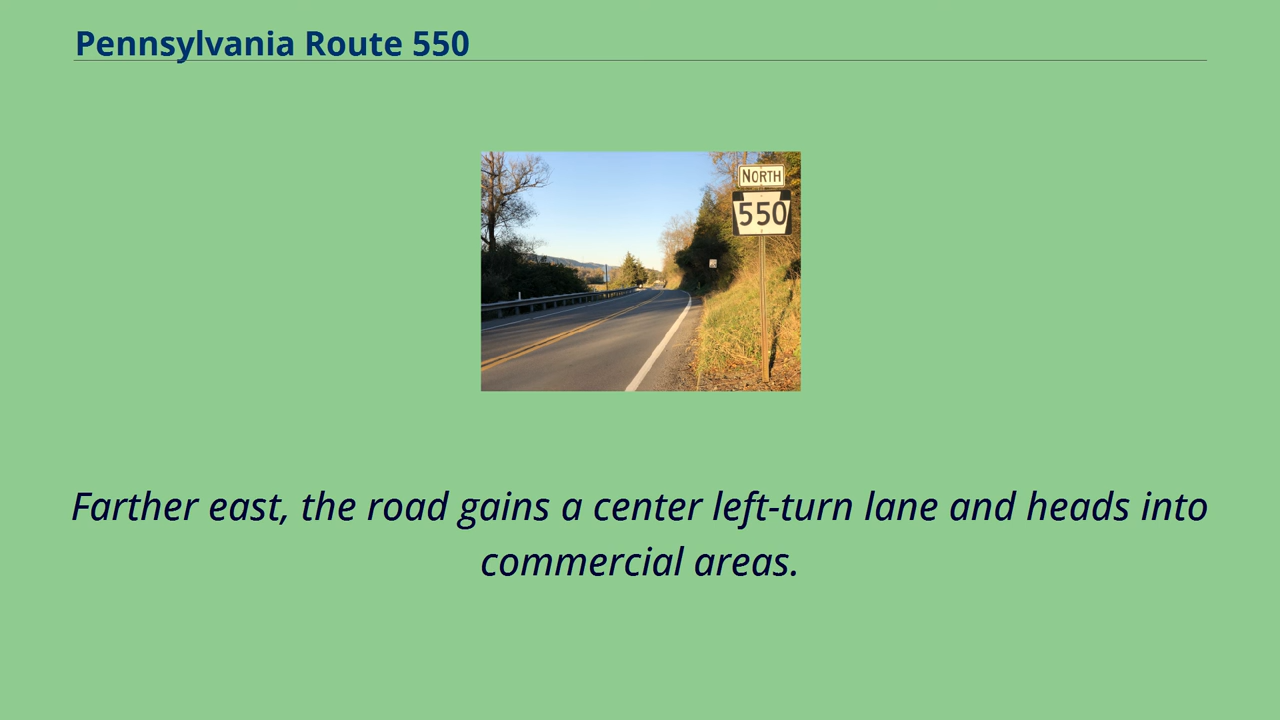 Pennsylvania Route 550
NORTH
550
Farther east, the road gains a center left-turn lane and heads into
commercial areas.